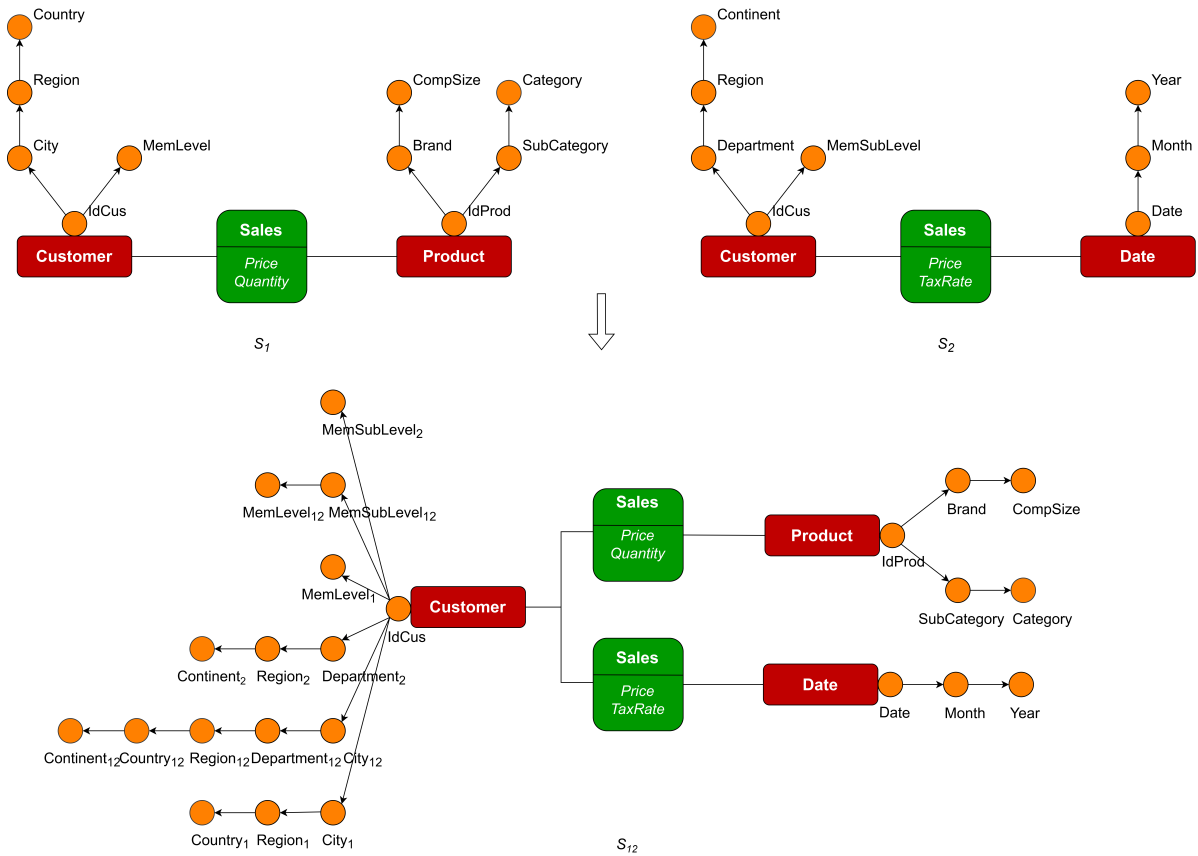 Country
Continent
Region
CompSize
Category
Region
Year
City
MemLevel
Brand
SubCategory
Department
MemSubLevel
Month
IdCus
IdProd
IdCus
Date
Customer
Sales
Price
Quantity
Product
Customer
Sales
Price
TaxRate
Date
S1
S2
MemSubLevel2
MemLevel12
MemSubLevel12
MemLevel1
IdCus
Customer
Continent2
Region2
Department2
Continent12
Country12
Region12
Department12
City12
Country1
Region1
City1
Sales
Price
Quantity
Product
IdProd
Brand
CompSize
SubCategory
Category
Sales
Price
TaxRate
Date
Date
Month
Year
S12